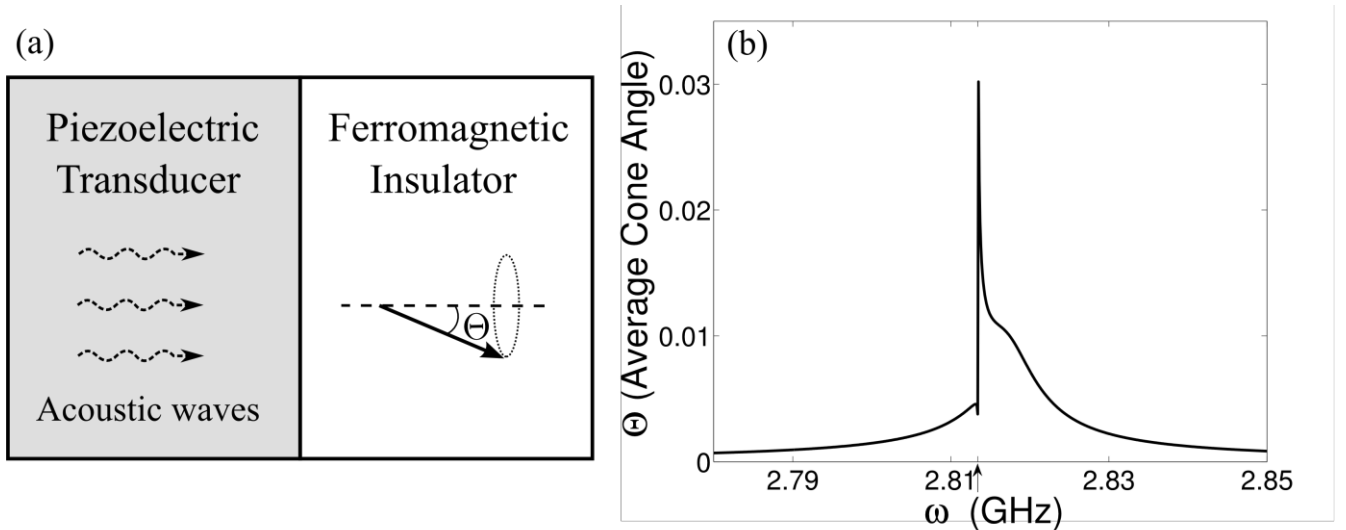 (a)
Piezoelectric
Transducer
Acoustic waves
Ferromagnetic
Insulator
Θ
(b)
Θ (Average Cone Angle)
0.03
0.02
0.01
0
2.79
2.81
2.83
2.85
ω (GHz)